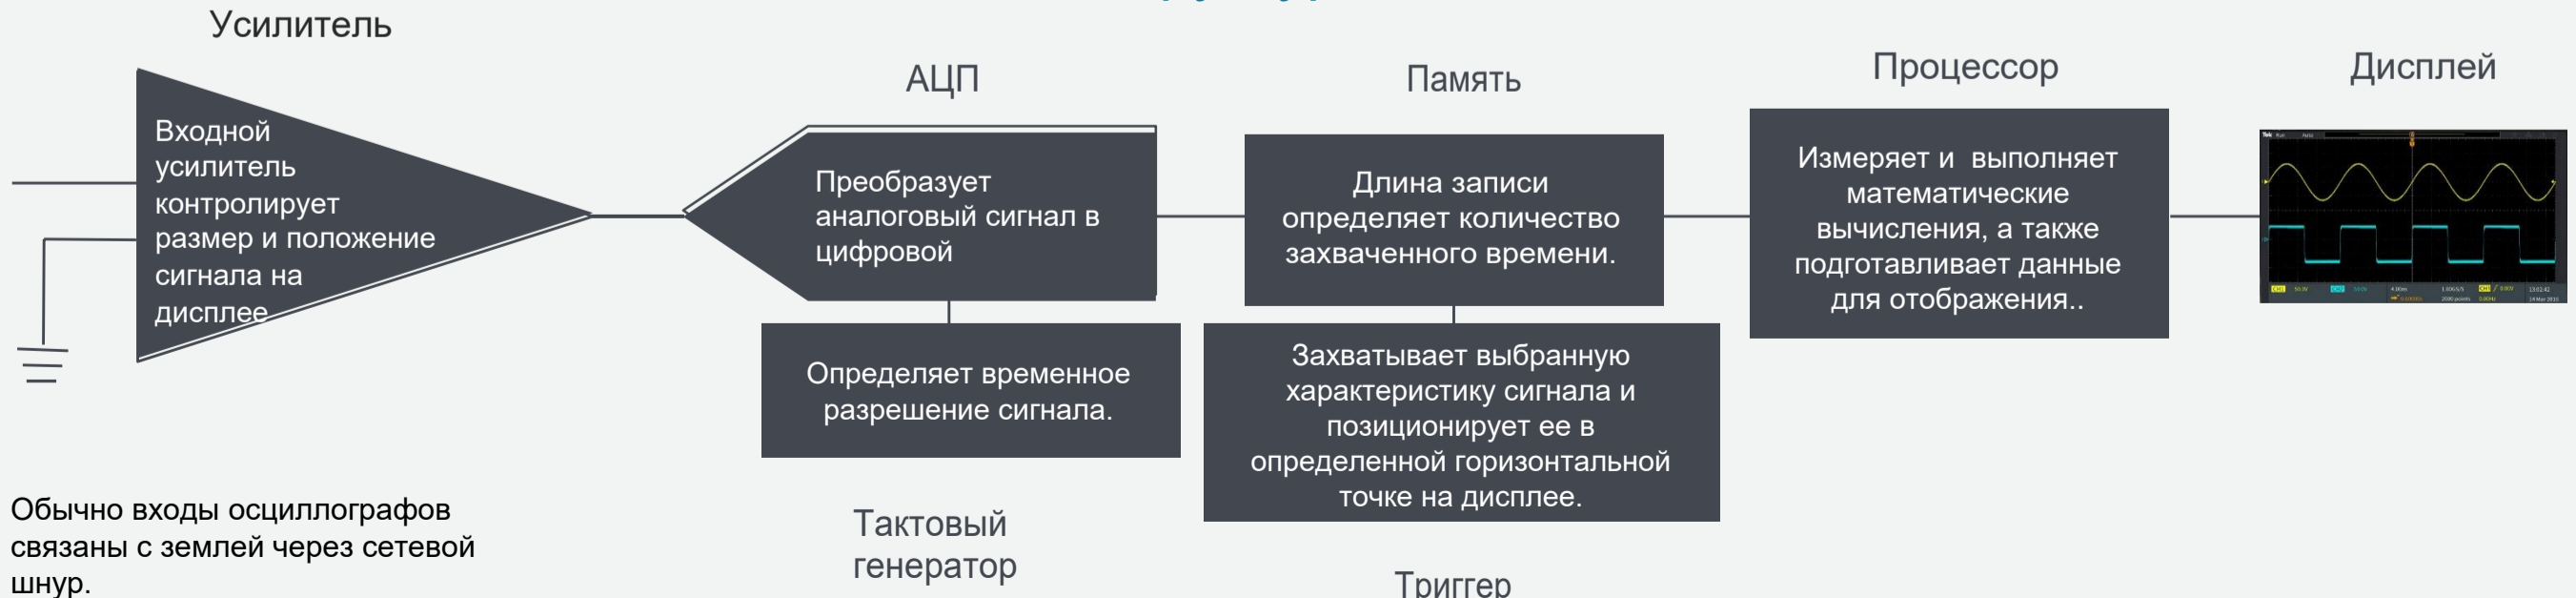 Усилитель
АЦП
Память
Процессор
Дисплей
Входной
усилитель
контролирует
размер и положение
сигнала на
дисплее
Преобразует
аналоговый сигнал в
цифровой
Длина записи
определяет количество
захваченного времени.
Измеряет и выполняет
математические
вычисления, а также
подготавливает данные
для отображения..
Определяет временное
разрешение сигнала.
Захватывает выбранную
характеристику сигнала и
позиционирует ее в
определенной горизонтальной
точке на дисплее.
Обычно входы осциллографов
связаны с землей через сетевой
шнур.
Тактовый
генератор
Триггер